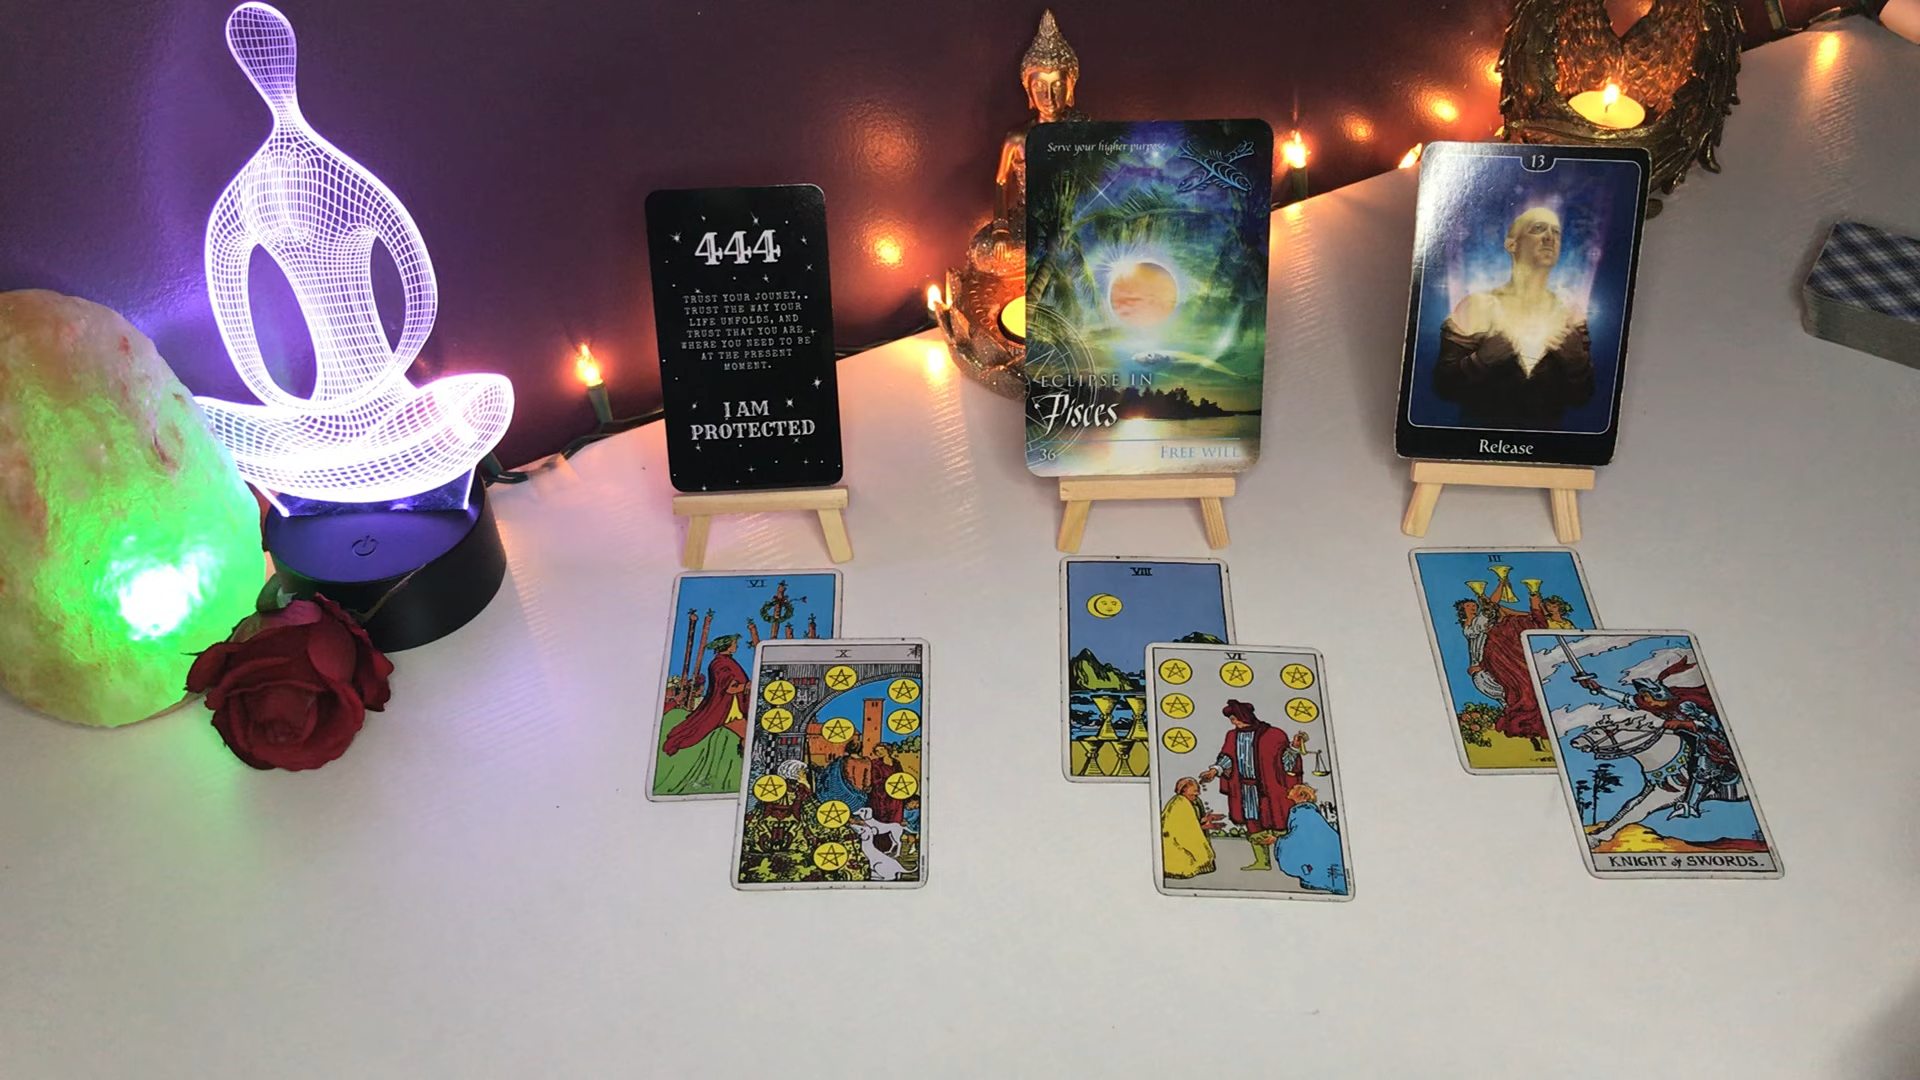 444
TRUST YOUR JOUNEY,
TRUST THE WAY YOUR
LIFE UNFOLDS, AND
TRUST THAT YOU ARE
WHERE YOU NEED TO BE
AT THE PRESENT
MOMENT.
I AM
PROTECTED
Serve your higher purpose
ECLIPSE IN
Pisces
36
FREE WILL
13
Release
VI
X
VIII
VI
III
KNIGHT of SWORDS.